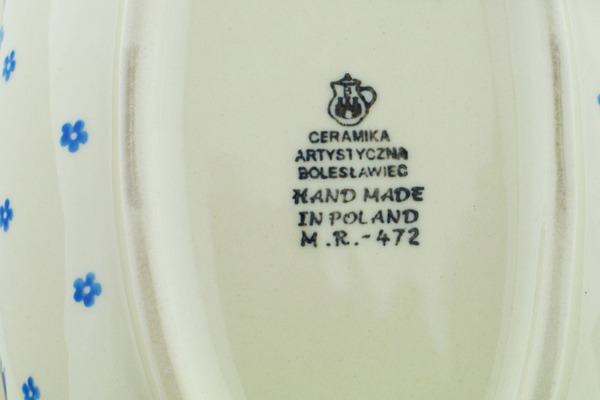 CERAMIKA
ARTYSTYCZNA
BOLESŁAWIEC
HAND MADE
IN POLAND
M.R.-472